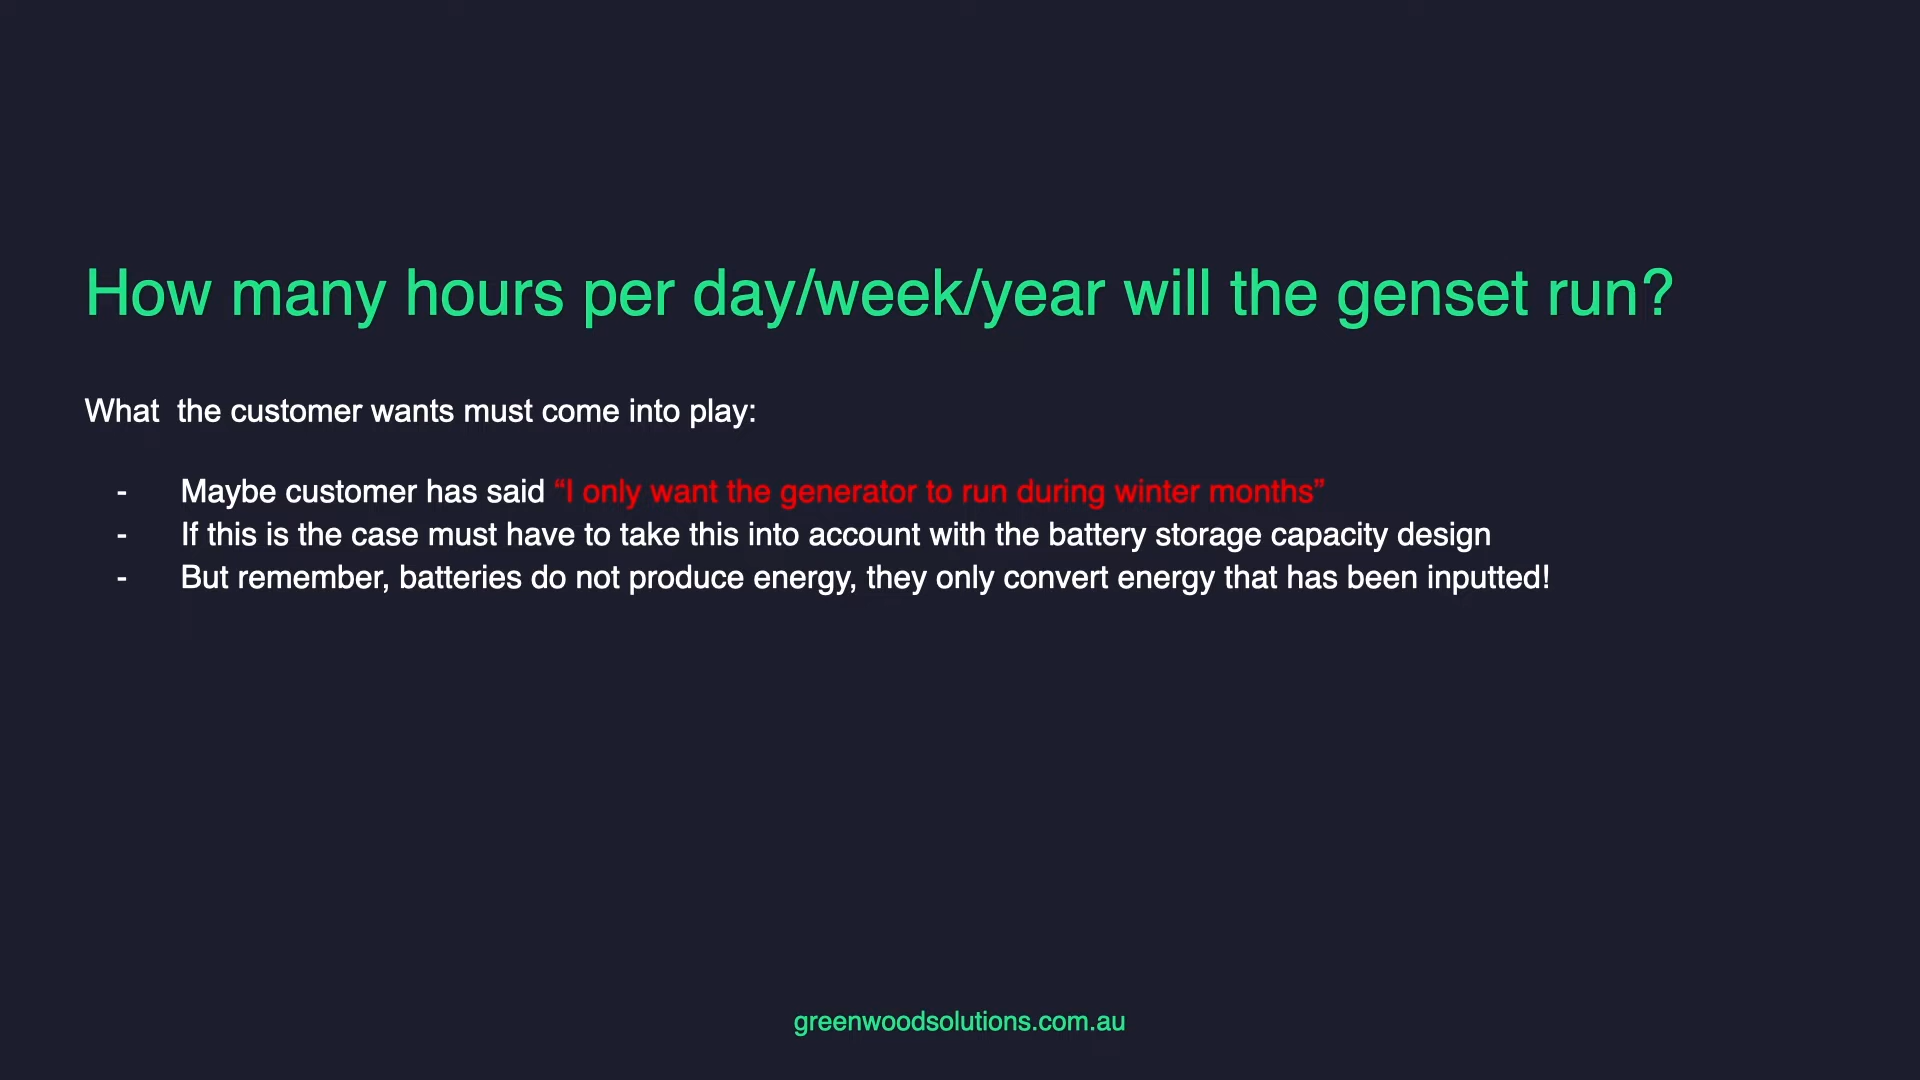 How many hours per day/week/year will the genset run?
What  the customer wants must come into play:
- Maybe customer has said “I only want the generator to run during winter months”
- If this is the case must have to take this into account with the battery storage capacity design
- But remember, batteries do not produce energy, they only convert energy that has been inputted!
greenwoodsolutions.com.au